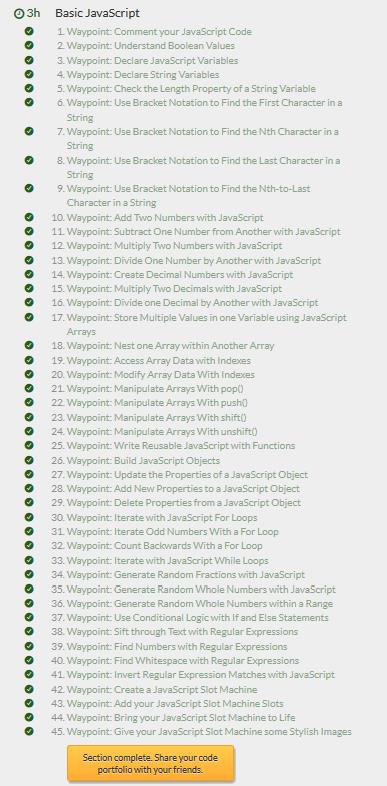 3h Basic JavaScript
1. Waypoint: Comment your JavaScript Code
2. Waypoint: Understand Boolean Values
3. Waypoint: Declare JavaScript Variables
4. Waypoint: Declare String Variables
5. Waypoint: Check the Length Property of a String Variable
6. Waypoint: Use Bracket Notation to Find the First Character in a
String
7. Waypoint: Use Bracket Notation to Find the Nth Character in a
String
8. Waypoint: Use Bracket Notation to Find the Last Character in a
String
9. Waypoint: Use Bracket Notation to Find the Nth-to-Last
Character in a String
10. Waypoint: Add Two Numbers with JavaScript
11. Waypoint: Subtract One Number from Another with JavaScript
12. Waypoint: Multiply Two Numbers with JavaScript
13. Waypoint: Divide One Number by Another with JavaScript
14. Waypoint: Create Decimal Numbers with JavaScript
15. Waypoint: Multiply Two Decimals with JavaScript
16. Waypoint: Divide one Decimal by Another with JavaScript
17. Waypoint: Store Multiple Values in one Variable using JavaScript
Arrays
18. Waypoint: Nest one Array within Another Array
19. Waypoint: Access Array Data with Indexes
20. Waypoint: Modify Array Data With Indexes
21. Waypoint: Manipulate Arrays With pop()
22. Waypoint: Manipulate Arrays With push()
23. Waypoint: Manipulate Arrays With shift()
24. Waypoint: Manipulate Arrays With unshift()
25. Waypoint: Write Reusable JavaScript with Functions
26. Waypoint: Build JavaScript Objects
27. Waypoint: Update the Properties of a JavaScript Object
28. Waypoint: Add New Properties to a JavaScript Object
29. Waypoint: Delete Properties from a JavaScript Object
30. Waypoint: Iterate with JavaScript For Loops
31. Waypoint: Iterate Odd Numbers With a For Loop
32. Waypoint: Count Backwards With a For Loop
33. Waypoint: Iterate with JavaScript While Loops
34. Waypoint: Generate Random Fractions with JavaScript
35. Waypoint: Generate Random Whole Numbers with JavaScript
36. Waypoint: Generate Random Whole Numbers within a Range
37. Waypoint: Use Conditional Logic with If and Else Statements
38. Waypoint: Sift through Text with Regular Expressions
39. Waypoint: Find Numbers with Regular Expressions
40. Waypoint: Find Whitespace with Regular Expressions
41. Waypoint: Invert Regular Expression Matches with JavaScript
42. Waypoint: Create a JavaScript Slot Machine
43. Waypoint: Add your JavaScript Slot Machine Slots
44. Waypoint: Bring your JavaScript Slot Machine to Life
45. Waypoint: Give your JavaScript Slot Machine some Stylish Images
Section complete. Share your code
portfolio with your friends.